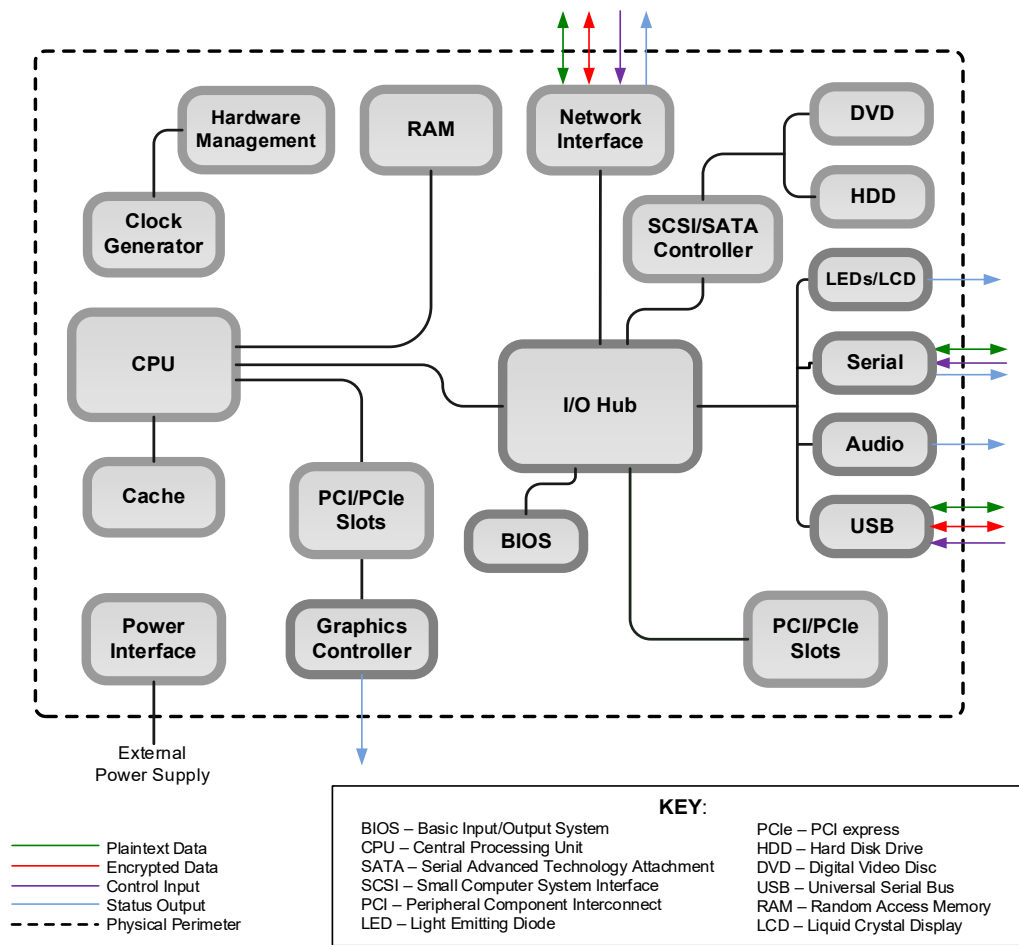 Hardware
Management
RAM
Network
Interface
DVD
HDD
Clock
Generator
SCSI/SATA
Controller
LEDs/LCD
CPU
I/O Hub
Serial
Audio
Cache
PCI/PCIe
Slots
BIOS
USB
Power
Interface
Graphics
Controller
PCI/PCIe
Slots
External
Power Supply
Plaintext Data
Encrypted Data
Control Input
Status Output
Physical Perimeter
KEY:
BIOS – Basic Input/Output System
CPU – Central Processing Unit
SATA – Serial Advanced Technology Attachment
SCSI – Small Computer System Interface
PCI – Peripheral Component Interconnect
LED – Light Emitting Diode
PCIe – PCI express
HDD – Hard Disk Drive
DVD – Digital Video Disc
USB – Universal Serial Bus
RAM – Random Access Memory
LCD – Liquid Crystal Display